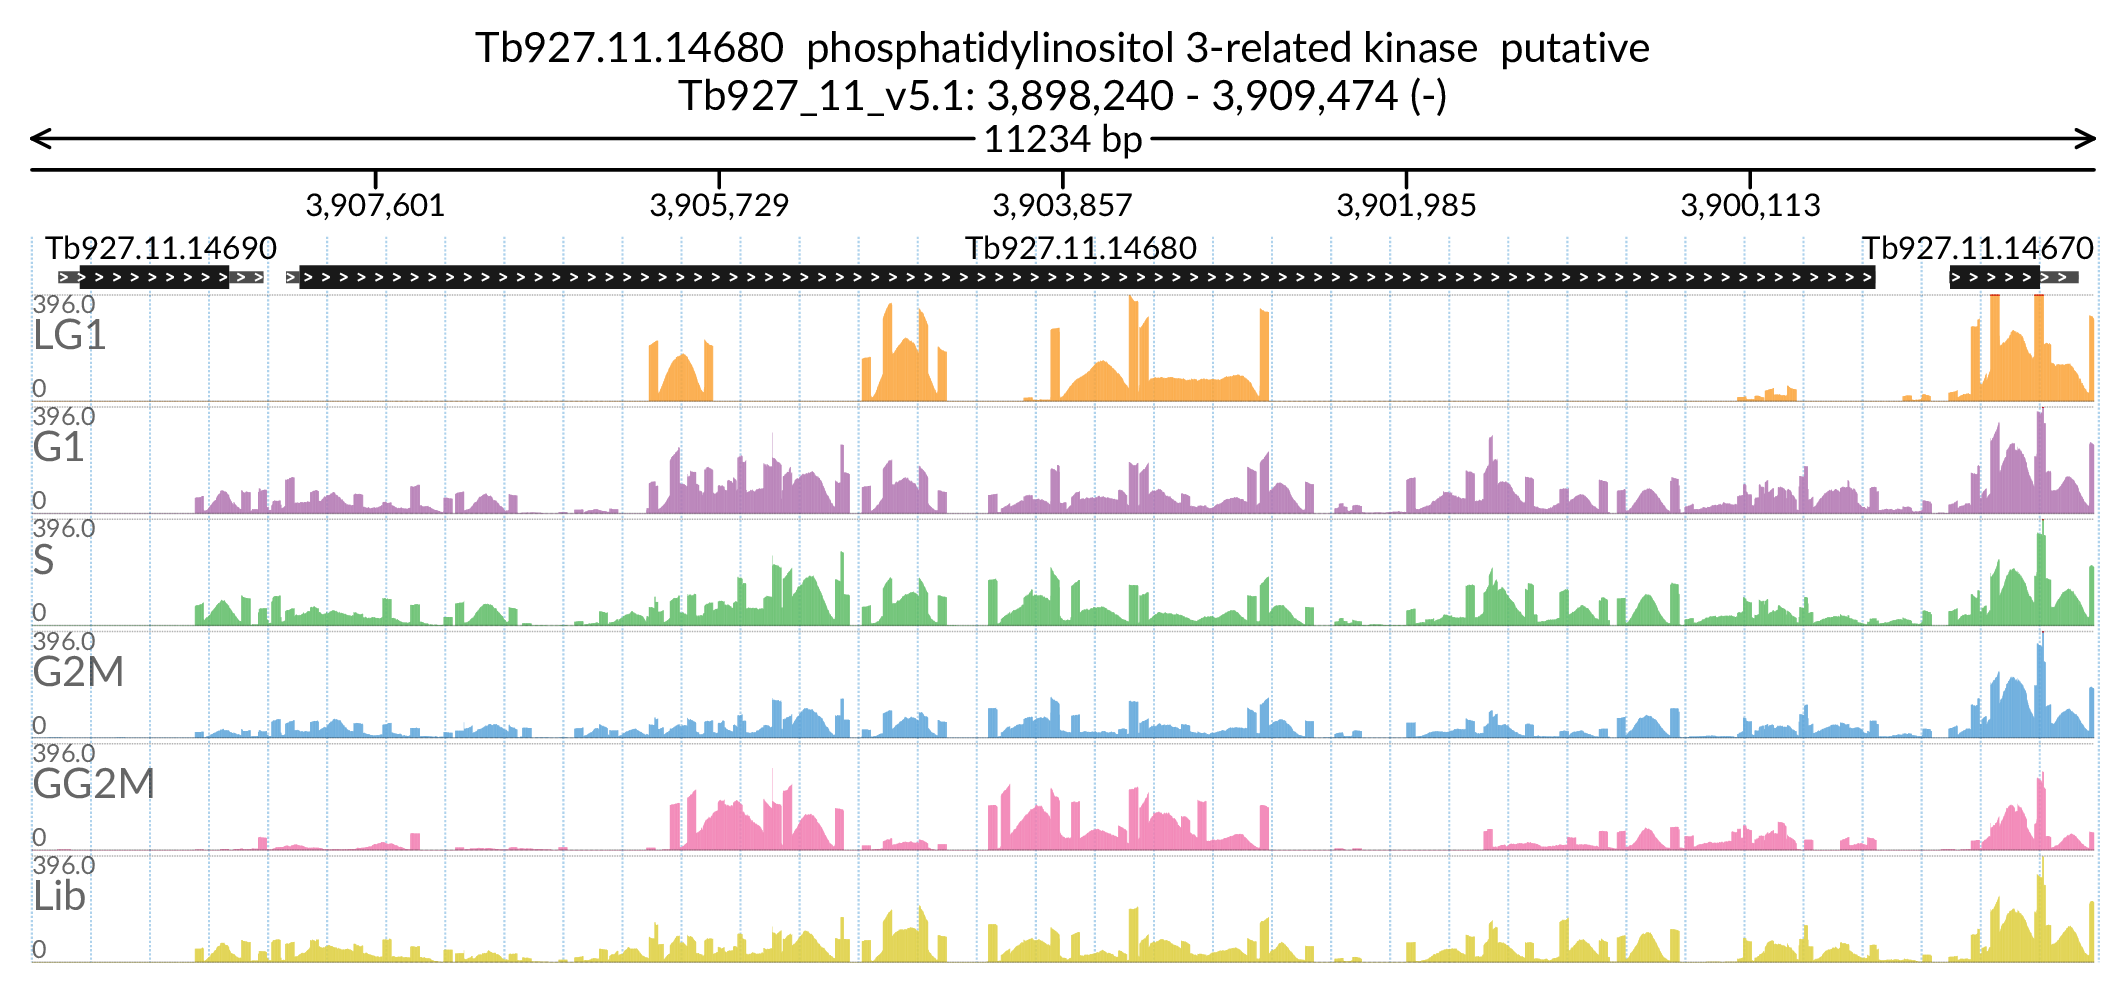 Tb927.11.14680  phosphatidylinositol 3-related kinase  putative
Tb927_11_v5.1: 3,898,240 - 3,909,474 (-)
11234 bp
3,907,601 3,905,729 3,903,857 3,901,985 3,900,113
Tb927.11.14690 Tb927.11.14680 Tb927.11.14670
396.0
LG1
0
396.0
G1
0
396.0
S
0
396.0
G2M
0
396.0
GG2M
0
396.0
Lib
0